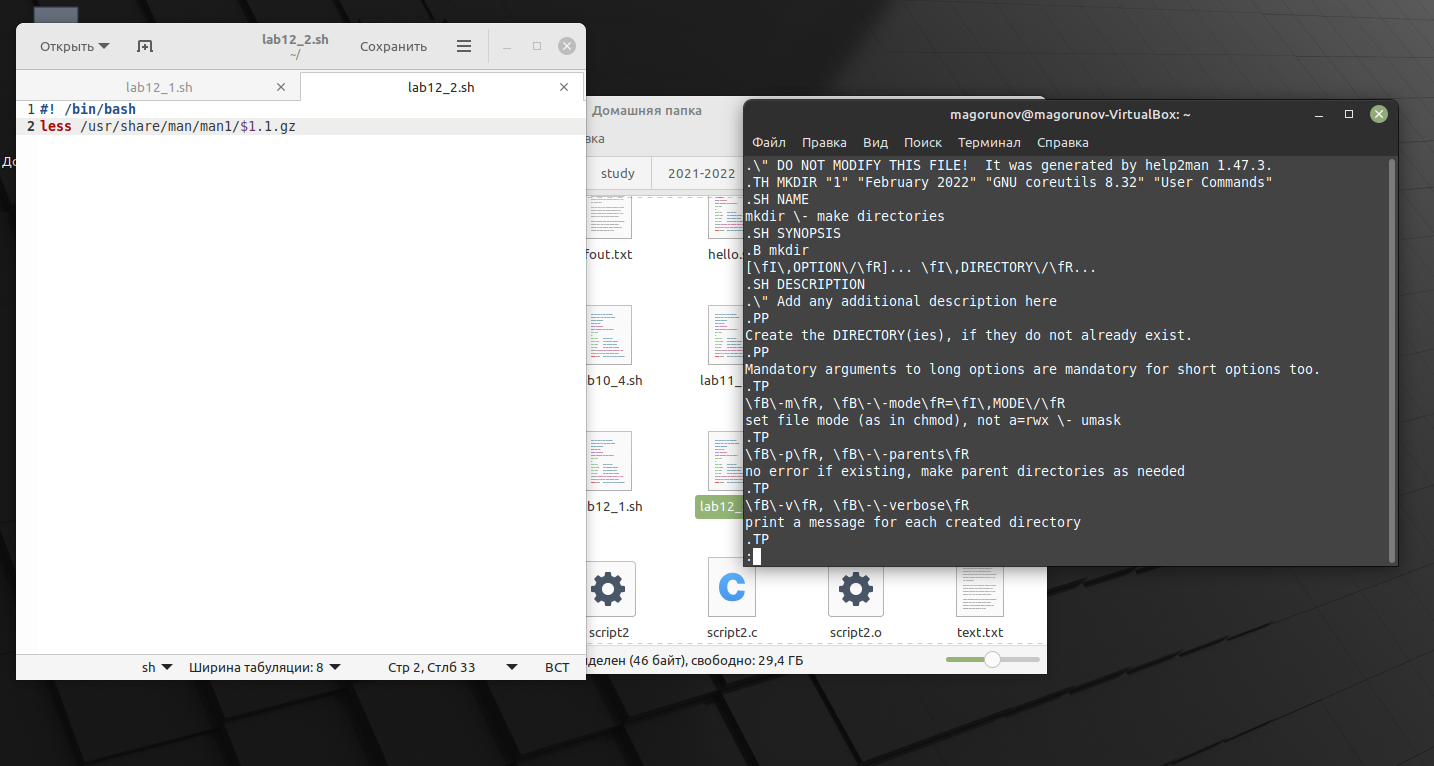 Открыть
lab12_2.sh
~/
Сохранить
lab12_1.sh
lab12_2.sh
1 #! /bin/bash
2 less /usr/share/man/man1/$1.1.gz
sh
Ширина табуляции: 8
Стр 2, Стлб 33
ВСТ
Домашняя папка
study
2021-2022
fout.txt
hello.
b10_4.sh
lab11_
b12_1.sh
lab12_
script2
script2.c
script2.o
text.txt
делен (46 байт), свободно: 29,4 ГБ
magorunov@magorunov-VirtualBox: ~
Файл Правка Вид Поиск Терминал Справка
.\" DO NOT MODIFY THIS FILE!  It was generated by help2man 1.47.3.
.TH MKDIR "1" "February 2022" "GNU coreutils 8.32" "User Commands"
.SH NAME
mkdir \- make directories
.SH SYNOPSIS
.B mkdir
[\fI\,OPTION\/\fR]... \fI\,DIRECTORY\/\fR...
.SH DESCRIPTION
.\" Add any additional description here
.PP
Create the DIRECTORY(ies), if they do not already exist.
.PP
Mandatory arguments to long options are mandatory for short options too.
.TP
\fB\-m\fR, \fB\-\-mode\fR=\fI\,MODE\/\fR
set file mode (as in chmod), not a=rwx \- umask
.TP
\fB\-p\fR, \fB\-\-parents\fR
no error if existing, make parent directories as needed
.TP
\fB\-v\fR, \fB\-\-verbose\fR
print a message for each created directory
.TP
: